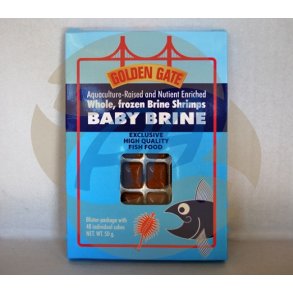 GOLDEN GATE
Aquaculture-Raised and Nutient Enriched
Whole, frozen Brine Shrimps
BABY BRINE
EXCLUSIVE
HIGH QUALITY
FISH FOOD
Blister package with
48 individual cubes
NET. WT. 50 g.